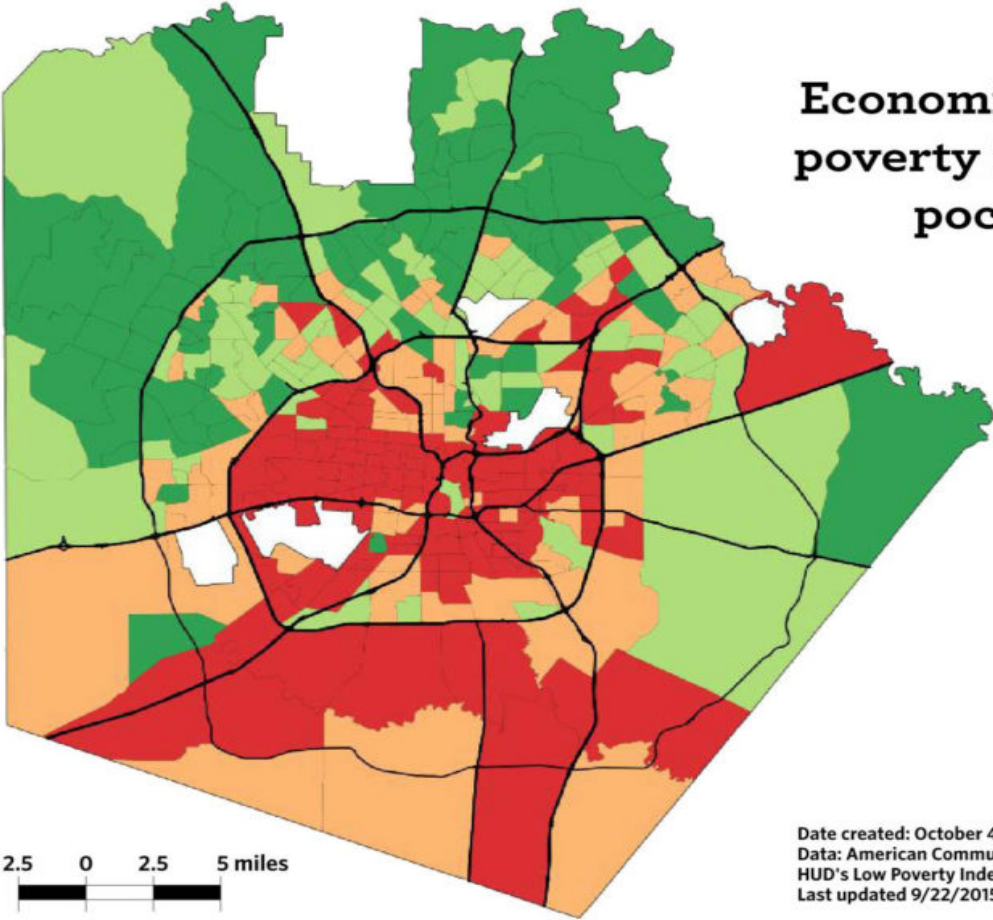 Economi
poverty
poc
2.5 0 2.5 5 miles
Date created: October 4
Data: American Commu
HUD's Low Poverty Inde
Last updated 9/22/2015